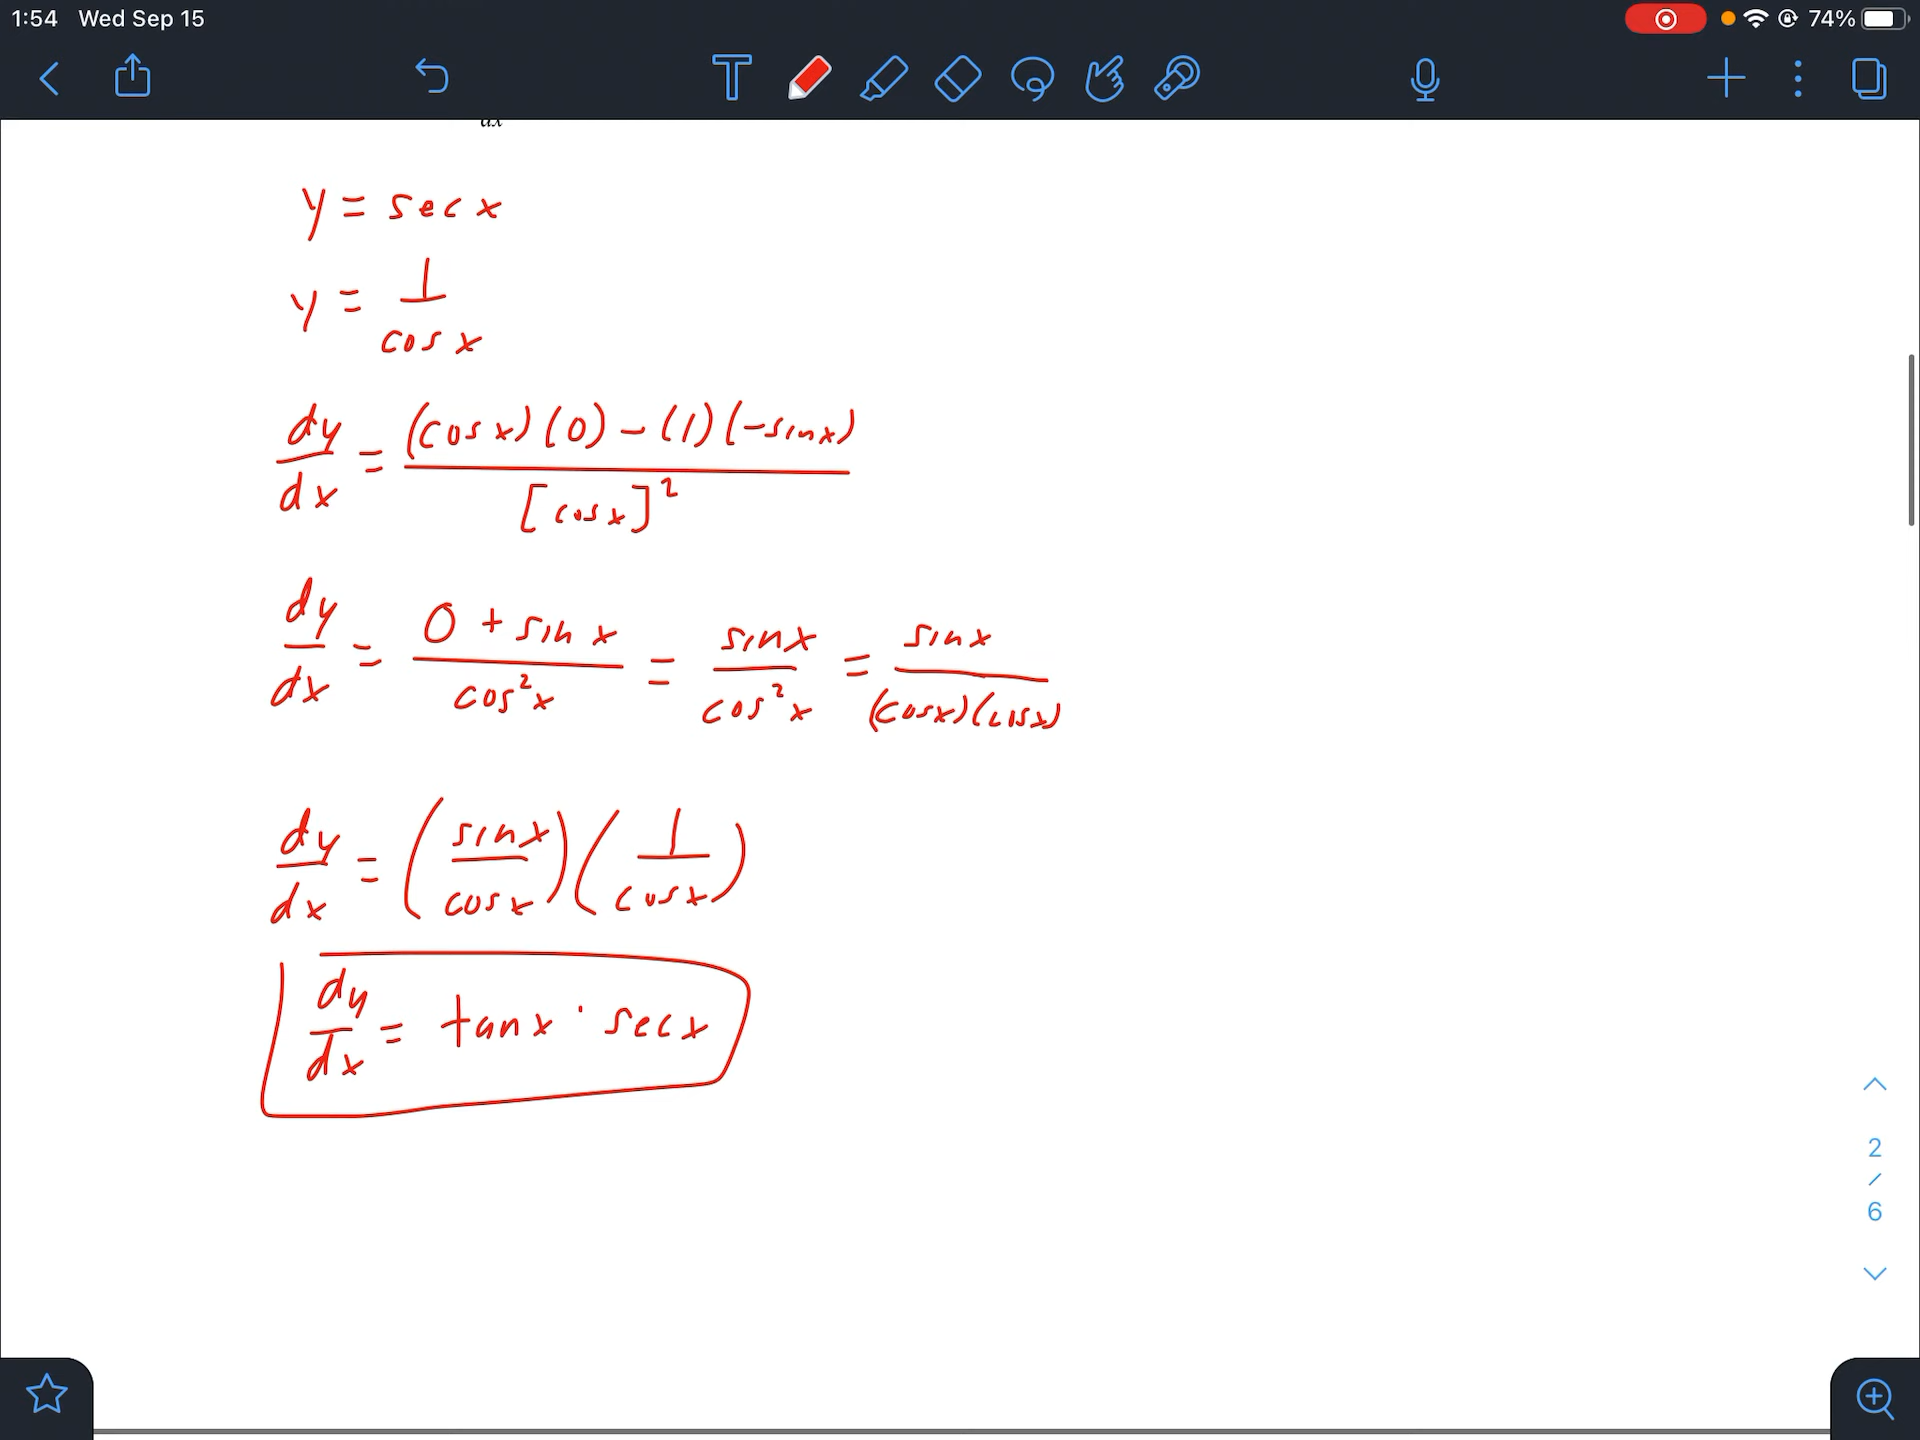 1:54 Wed Sep 15 74%
T
dx
y = sec x
y = 1/cos x
dy/dx = (cos x)(0) - (1)(-sin x)/[cos x]²
dy/dx = 0 + sin x/cos²x = sin x/cos²x = sin x/(cos x)(cos x)
dy/dx = (sin x/cos x)(1/cos x)
dy/dx = tan x · sec x
2
/
6